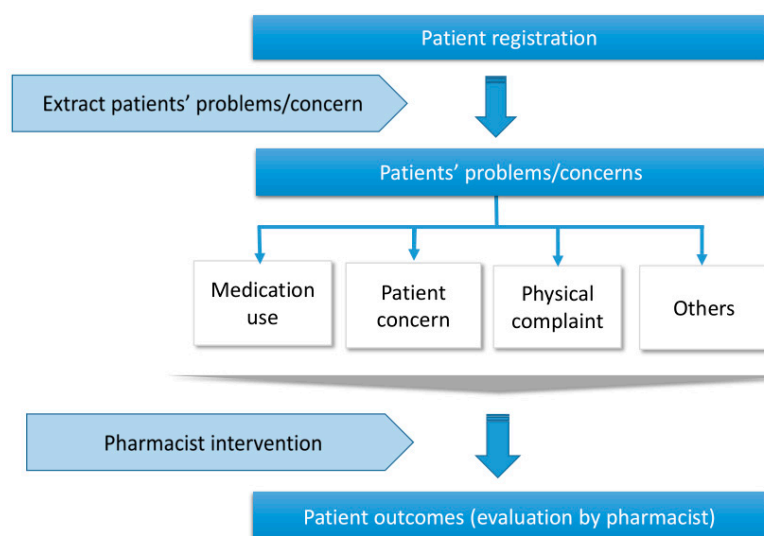 Patient registration
Extract patients’ problems/concern
Patients’ problems/concerns
Medication
use
Patient
concern
Physical
complaint
Others
Pharmacist intervention
Patient outcomes (evaluation by pharmacist)